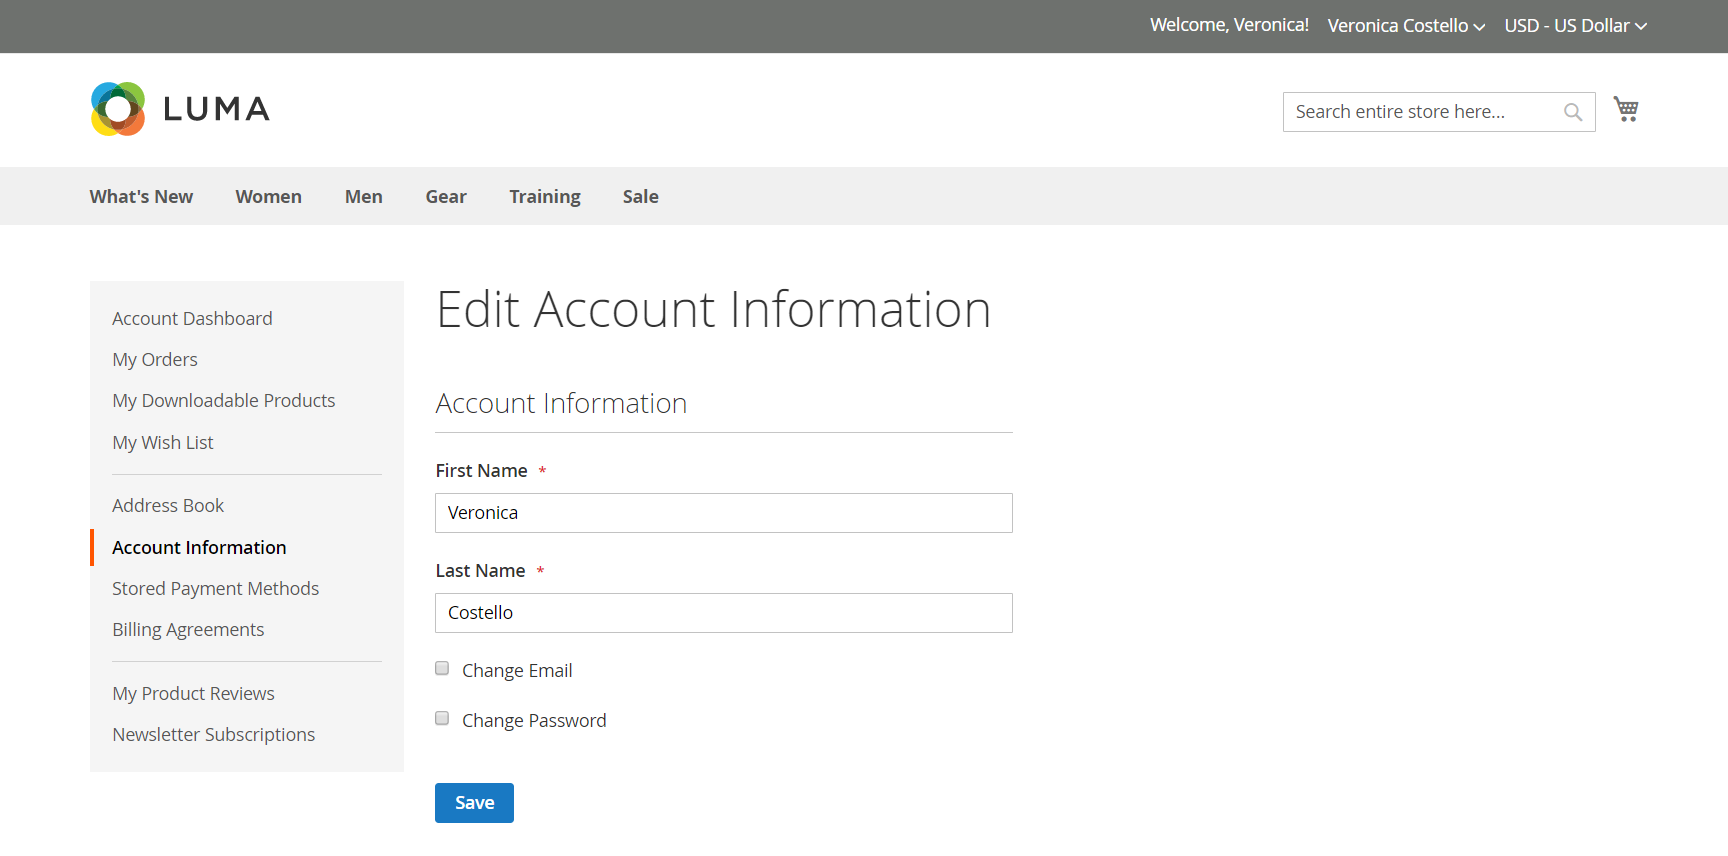 Welcome, Veronica! Veronica Costello USD - US Dollar
LUMA
Search entire store here...
What's New Women Men Gear Training Sale
Account Dashboard
My Orders
My Downloadable Products
My Wish List
Address Book
Account Information
Stored Payment Methods
Billing Agreements
My Product Reviews
Newsletter Subscriptions
Edit Account Information
Account Information
First Name *
Veronica
Last Name *
Costello
Change Email
Change Password
Save